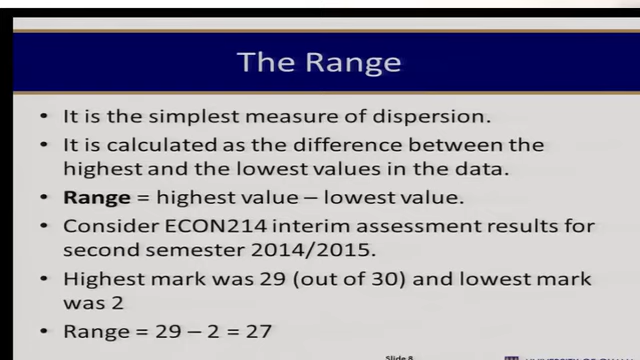 The Range
• It is the simplest measure of dispersion.
• It is calculated as the difference between the
highest and the lowest values in the data.
• Range = highest value – lowest value.
• Consider ECON214 interim assessment results for
second semester 2014/2015.
• Highest mark was 29 (out of 30) and lowest mark
was 2
• Range = 29 – 2 = 27
Slide 8